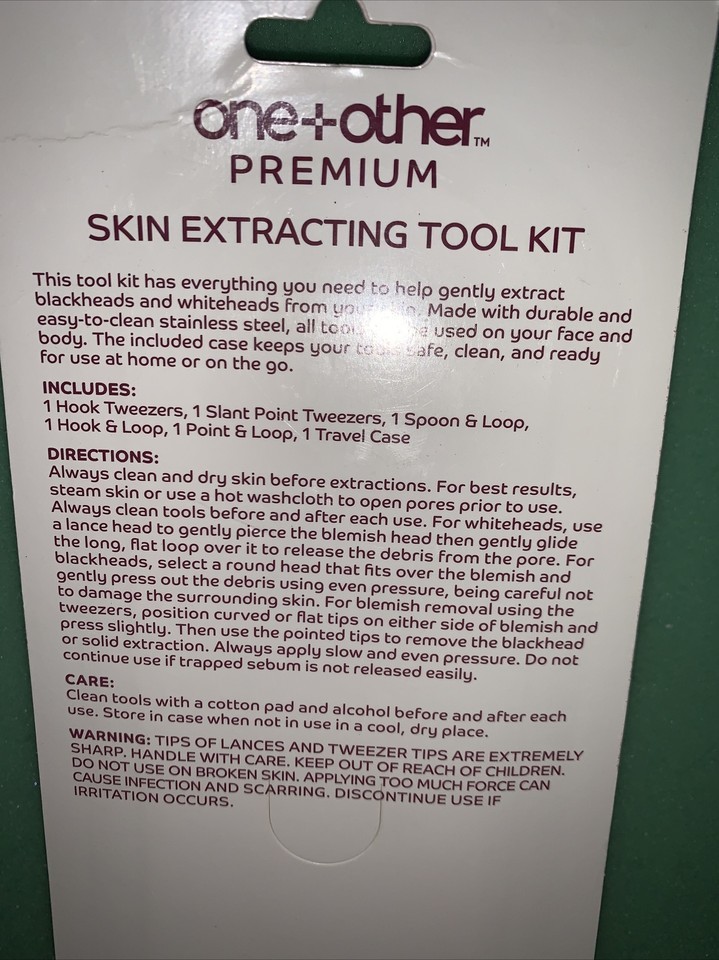 one+other™
PREMIUM
SKIN EXTRACTING TOOL KIT
This tool kit has everything you need to help gently extract
blackheads and whiteheads from your skin. Made with durable and
easy-to-clean stainless steel, all used on your face and
body. The included case keeps your tools safe, clean, and ready
for use at home or on the go.
INCLUDES:
1 Hook Tweezers, 1 Slant Point Tweezers, 1 Spoon & Loop,
1 Hook & Loop, 1 Point & Loop, 1 Travel Case
DIRECTIONS:
Always clean and dry skin before extractions. For best results,
steam skin or use a hot washcloth to open pores prior to use.
Always clean tools before and after each use. For whiteheads, use
a lance head to gently pierce the blemish head then gently glide
the long, flat loop over it to release the debris from the pore. For
blackheads, select a round head that fits over the blemish and
gently press out the debris using even pressure, being careful not
to damage the surrounding skin. For blemish removal using the
tweezers, position curved or flat tips on either side of blemish and
press slightly. Then use the pointed tips to remove the blackhead
or solid extraction. Always apply slow and even pressure. Do not
continue use if trapped sebum is not released easily.
CARE:
Clean tools with a cotton pad and alcohol before and after each
use. Store in case when not in use in a cool, dry place.
WARNING: TIPS OF LANCES AND TWEEZER TIPS ARE EXTREMELY
SHARP. HANDLE WITH CARE. KEEP OUT OF REACH OF CHILDREN.
DO NOT USE ON BROKEN SKIN. APPLYING TOO MUCH FORCE CAN
CAUSE INFECTION AND SCARRING. DISCONTINUE USE IF
IRRITATION OCCURS.